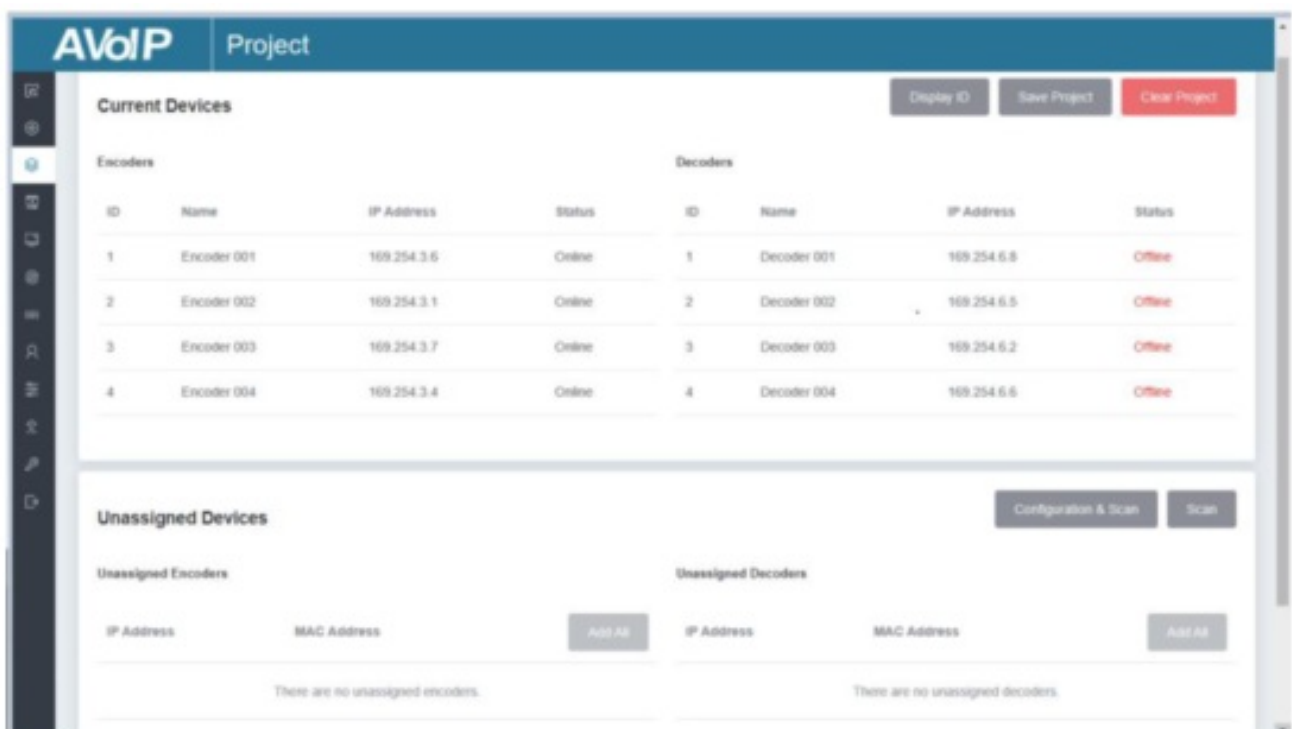 AVoIP Project
Current Devices Display ID Save Project Clear Project
Encoders Decoders
ID Name IP Address Status ID Name IP Address Status
1 Encoder 001 169.254.3.6 Online 1 Decoder 001 169.254.6.8 Offline
2 Encoder 002 169.254.3.1 Online 2 Decoder 002 169.254.6.5 Offline
3 Encoder 003 169.254.3.7 Online 3 Decoder 003 169.254.6.2 Offline
4 Encoder 004 169.254.3.4 Online 4 Decoder 004 169.254.6.6 Offline
Unassigned Devices Configuration & Scan Scan
Unassigned Encoders Unassigned Decoders
IP Address MAC Address Add All IP Address MAC Address Add All
There are no unassigned encoders. There are no unassigned decoders.